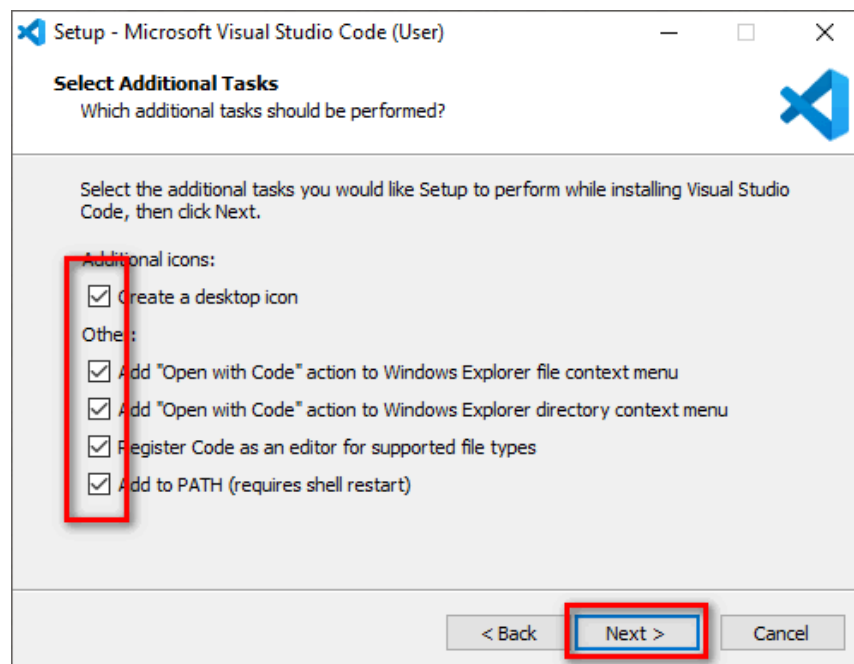 Setup - Microsoft Visual Studio Code (User)
Select Additional Tasks
Which additional tasks should be performed?
Select the additional tasks you would like Setup to perform while installing Visual Studio
Code, then click Next.
Additional icons:
Create a desktop icon
Other:
Add "Open with Code" action to Windows Explorer file context menu
Add "Open with Code" action to Windows Explorer directory context menu
Register Code as an editor for supported file types
Add to PATH (requires shell restart)
< Back Next > Cancel